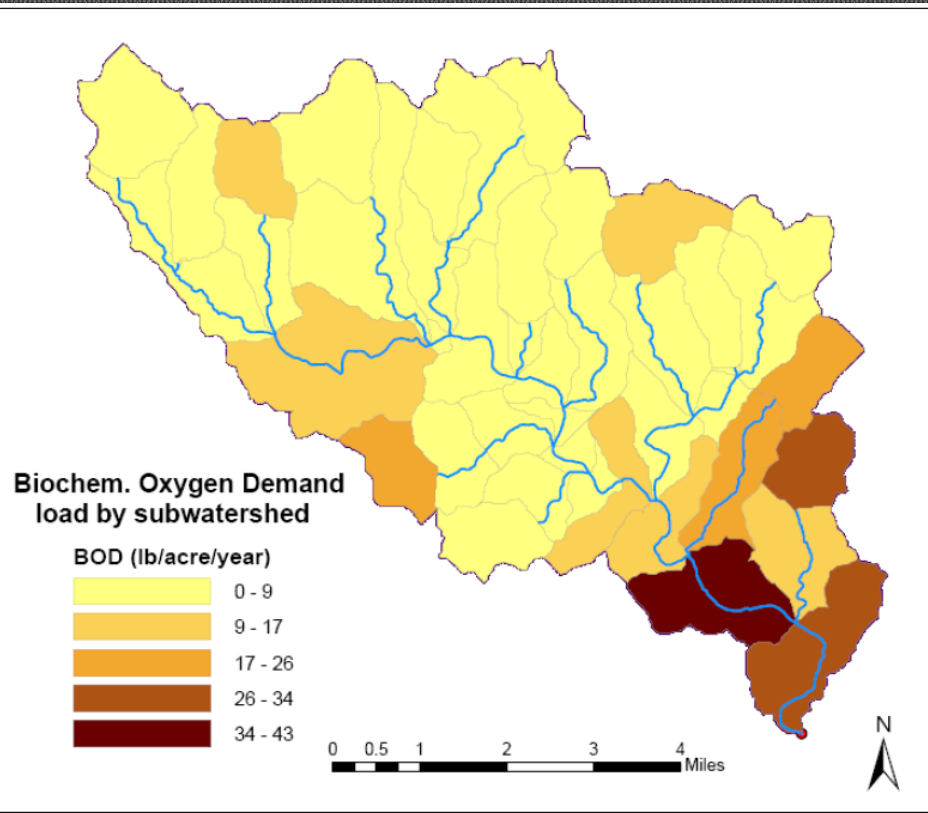 Biochem. Oxygen Demand
load by subwatershed
BOD (lb/acre/year)
0 - 9
9 - 17
17 - 26
26 - 34
34 - 43
0 0.5 1 2 3 4
Miles
N